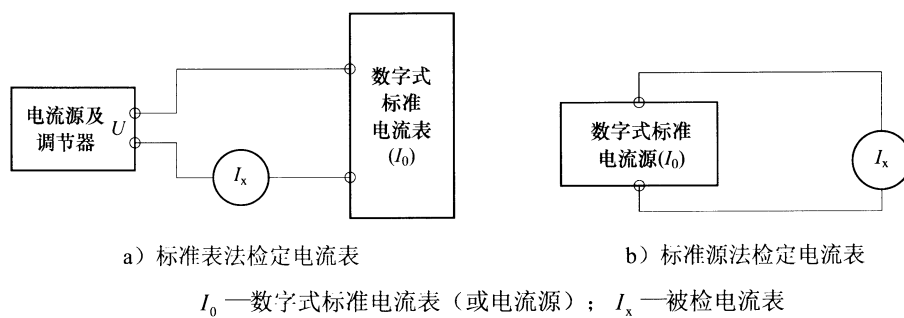 电流源及
调节器
U
Iₓ
数字式
标准
电流表
(I₀)
数字式标准
电流源(I₀)
Iₓ
a）标准表法检定电流表
b）标准源法检定电流表
I₀ —数字式标准电流表（或电流源）；Iₓ —被检电流表